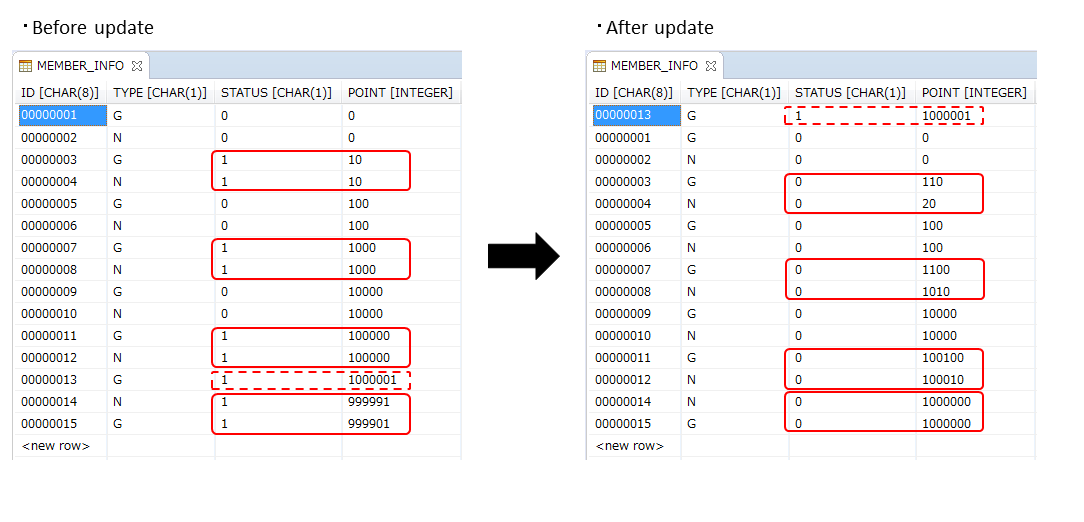 ・Before update
MEMBER_INFO
ID [CHAR(8)] TYPE [CHAR(1)] STATUS [CHAR(1)] POINT [INTEGER]
00000001 G 0 0
00000002 N 0 0
00000003 G 1 10
00000004 N 1 10
00000005 G 0 100
00000006 N 0 100
00000007 G 1 1000
00000008 N 1 1000
00000009 G 0 10000
00000010 N 0 10000
00000011 G 1 100000
00000012 N 1 100000
00000013 G 1 1000001
00000014 N 1 999991
00000015 G 1 999901
<new row>
・After update
MEMBER_INFO
ID [CHAR(8)] TYPE [CHAR(1)] STATUS [CHAR(1)] POINT [INTEGER]
00000013 G 1 1000001
00000001 G 0 0
00000002 N 0 0
00000003 G 0 110
00000004 N 0 20
00000005 G 0 100
00000006 N 0 100
00000007 G 0 1100
00000008 N 0 1010
00000009 G 0 10000
00000010 N 0 10000
00000011 G 0 100100
00000012 N 0 100010
00000014 N 0 1000000
00000015 G 0 1000000
<new row>